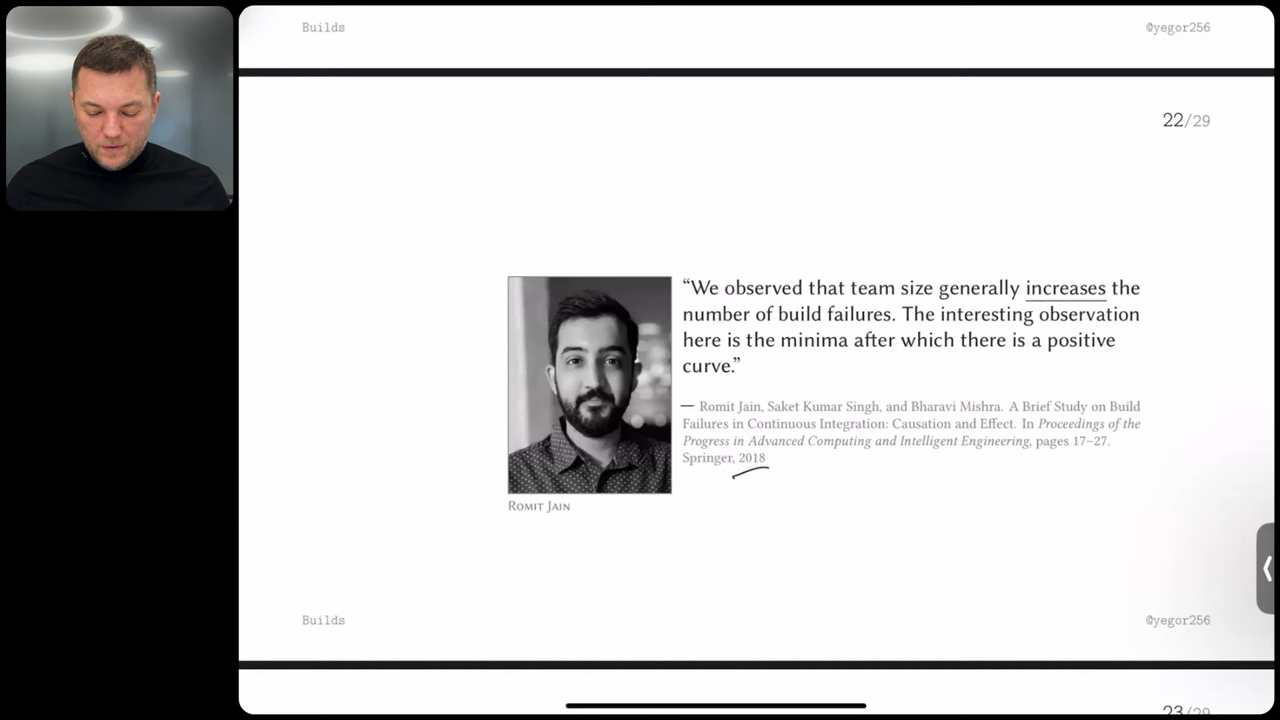 Builds
@yegor256
22/29
“We observed that team size generally increases the
number of build failures. The interesting observation
here is the minima after which there is a positive
curve.”
— Romit Jain, Saket Kumar Singh, and Bharavi Mishra. A Brief Study on Build
Failures in Continuous Integration: Causation and Effect. In Proceedings of the
Progress in Advanced Computing and Intelligent Engineering, pages 17–27.
Springer, 2018
Romit Jain
Builds
@yegor256
23/29